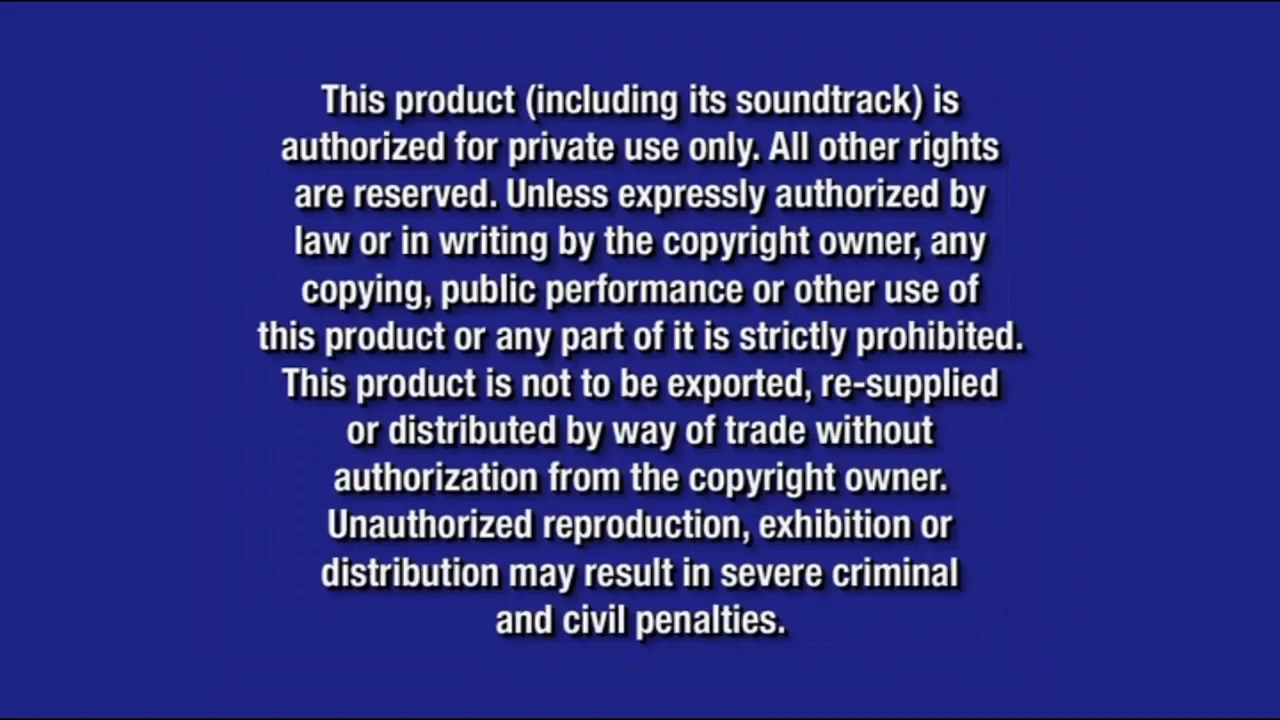 This product (including its soundtrack) is
authorized for private use only. All other rights
are reserved. Unless expressly authorized by
law or in writing by the copyright owner, any
copying, public performance or other use of
this product or any part of it is strictly prohibited.
This product is not to be exported, re-supplied
or distributed by way of trade without
authorization from the copyright owner.
Unauthorized reproduction, exhibition or
distribution may result in severe criminal
and civil penalties.